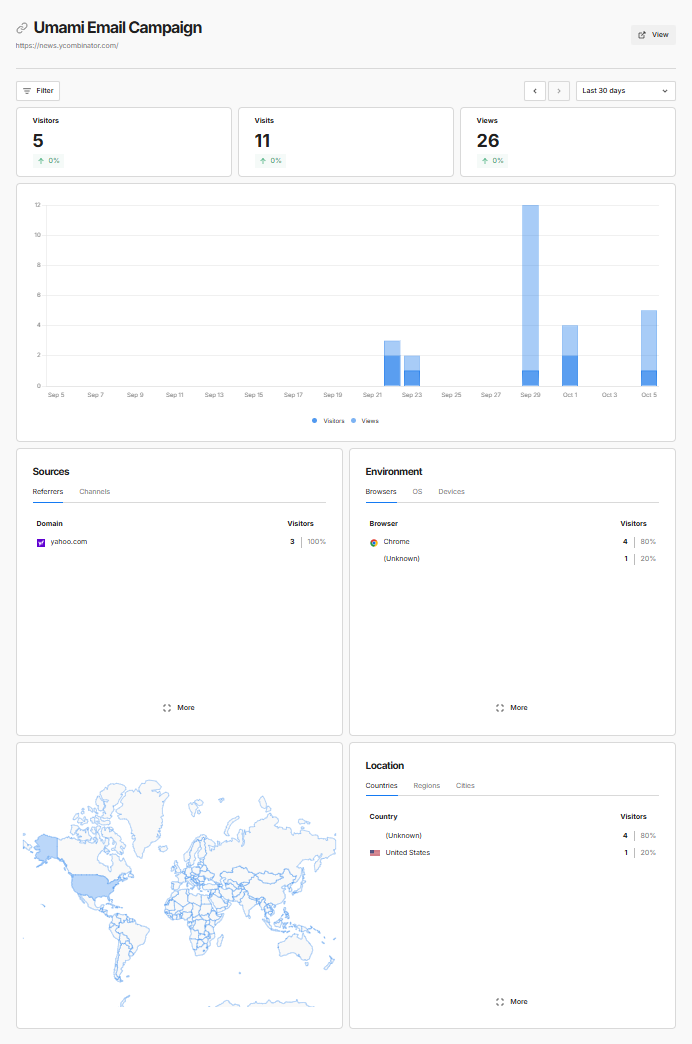 Umami Email Campaign
https://news.ycombinator.com/
View
Filter
Last 30 days
Visitors
5
0%
Visits
11
0%
Views
26
0%
12
10
8
6
4
2
0
Sep 5 Sep 7 Sep 9 Sep 11 Sep 13 Sep 15 Sep 17 Sep 19 Sep 21 Sep 23 Sep 25 Sep 27 Sep 29 Oct 1 Oct 3 Oct 5
Visitors Views
Sources
Referrers Channels
Domain Visitors
yahoo.com 3 100%
More
Environment
Browsers OS Devices
Browser Visitors
Chrome 4 80%
(Unknown) 1 20%
More
Location
Countries Regions Cities
Country Visitors
(Unknown) 4 80%
United States 1 20%
More